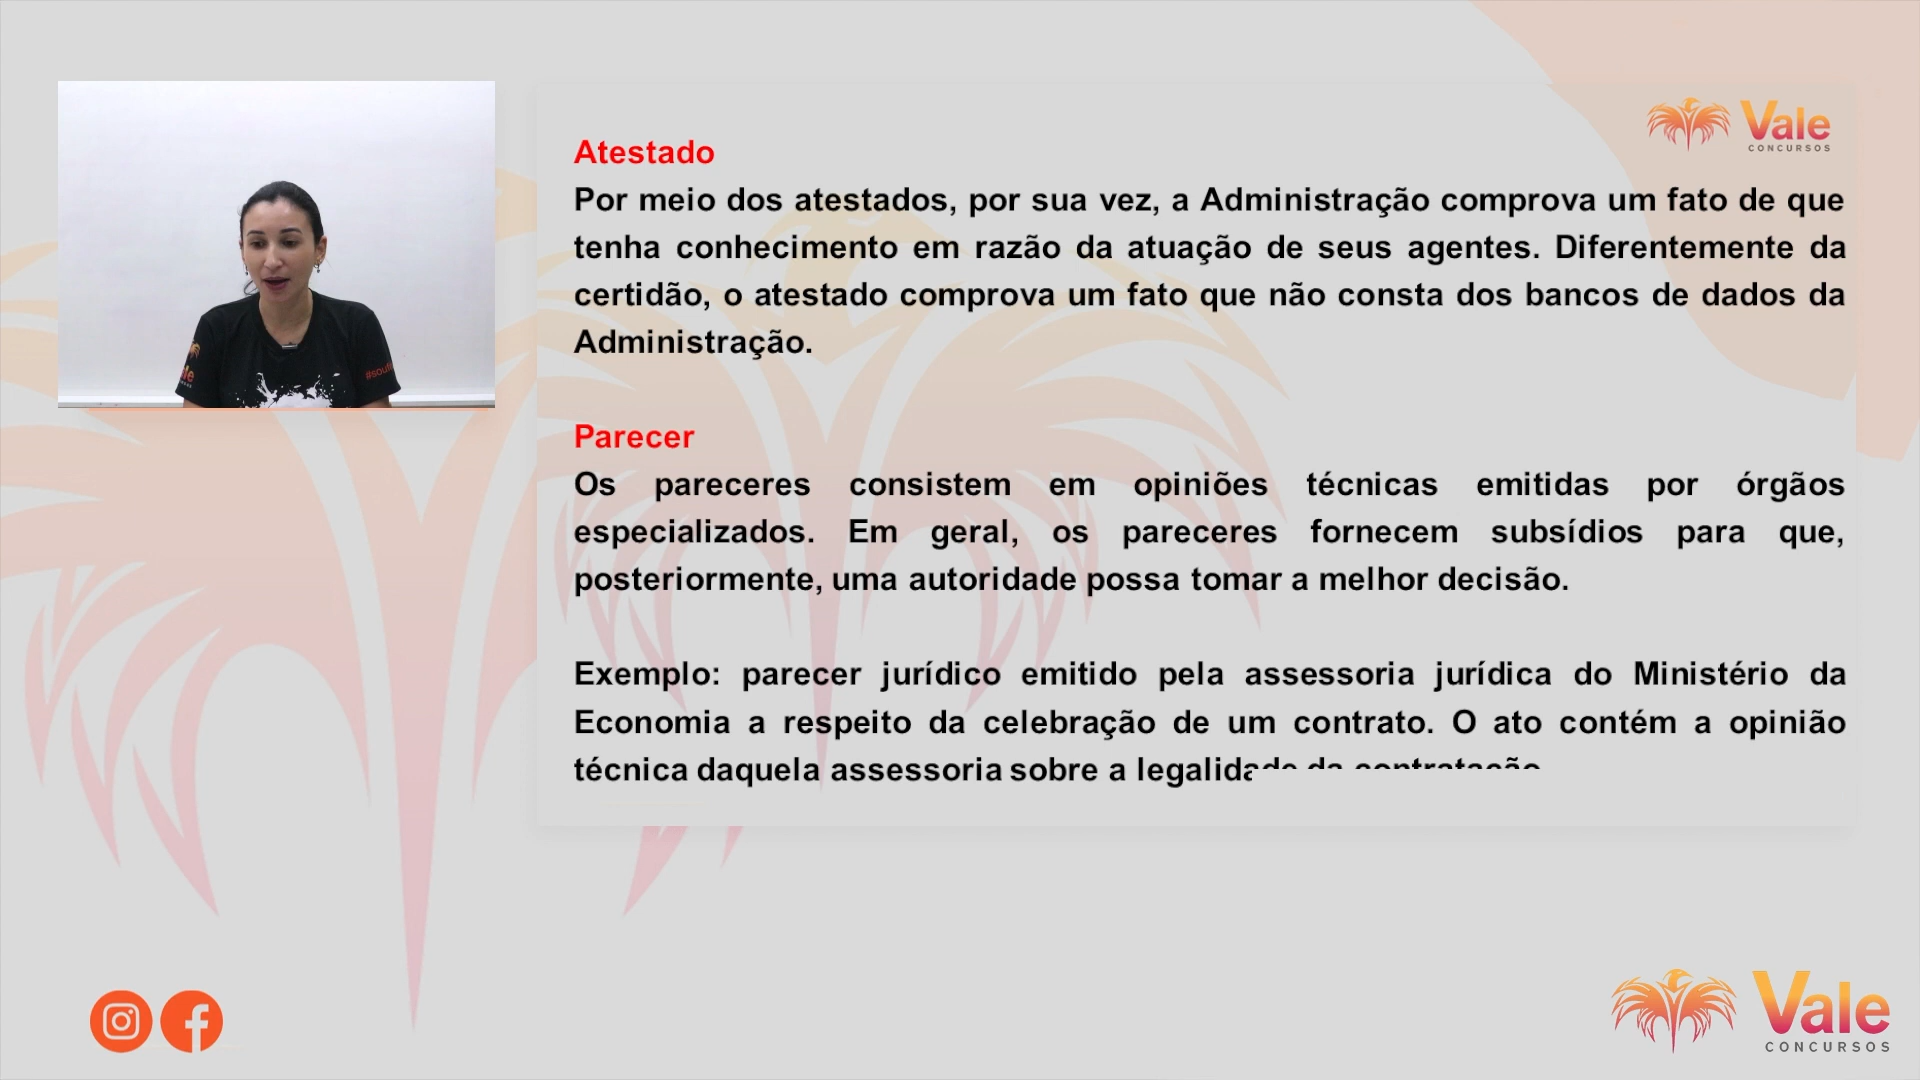 Vale
CONCURSOS
Atestado
Por meio dos atestados, por sua vez, a Administração comprova um fato de que
tenha conhecimento em razão da atuação de seus agentes. Diferentemente da
certidão, o atestado comprova um fato que não consta dos bancos de dados da
Administração.
Parecer
Os pareceres consistem em opiniões técnicas emitidas por órgãos
especializados. Em geral, os pareceres fornecem subsídios para que,
posteriormente, uma autoridade possa tomar a melhor decisão.
Exemplo: parecer jurídico emitido pela assessoria jurídica do Ministério da
Economia a respeito da celebração de um contrato. O ato contém a opinião
técnica daquela assessoria sobre a legalidade da contratação
Vale
CONCURSOS